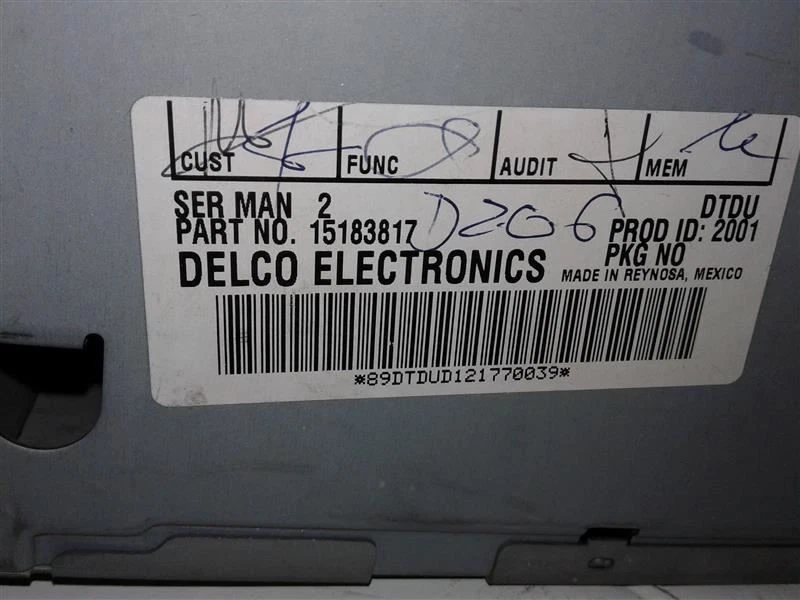 CUST FUNC AUDIT MEM
SER MAN 2 DTDU
PART NO. 15183817 D206 PROD ID: 2001
PKG NO
DELCO ELECTRONICS MADE IN REYNOSA, MEXICO
*89DTDUD121770039*